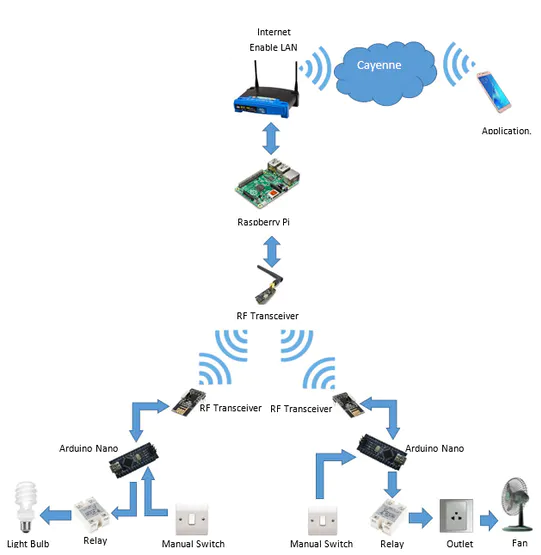 Internet
Enable LAN
Cayenne
Application.
Raspberry Pi
RF Transceiver
RF Transceiver
RF Transceiver
Arduino Nano
Arduino Nano
Light Bulb
Relay
Manual Switch
Manual Switch
Relay
Outlet
Fan